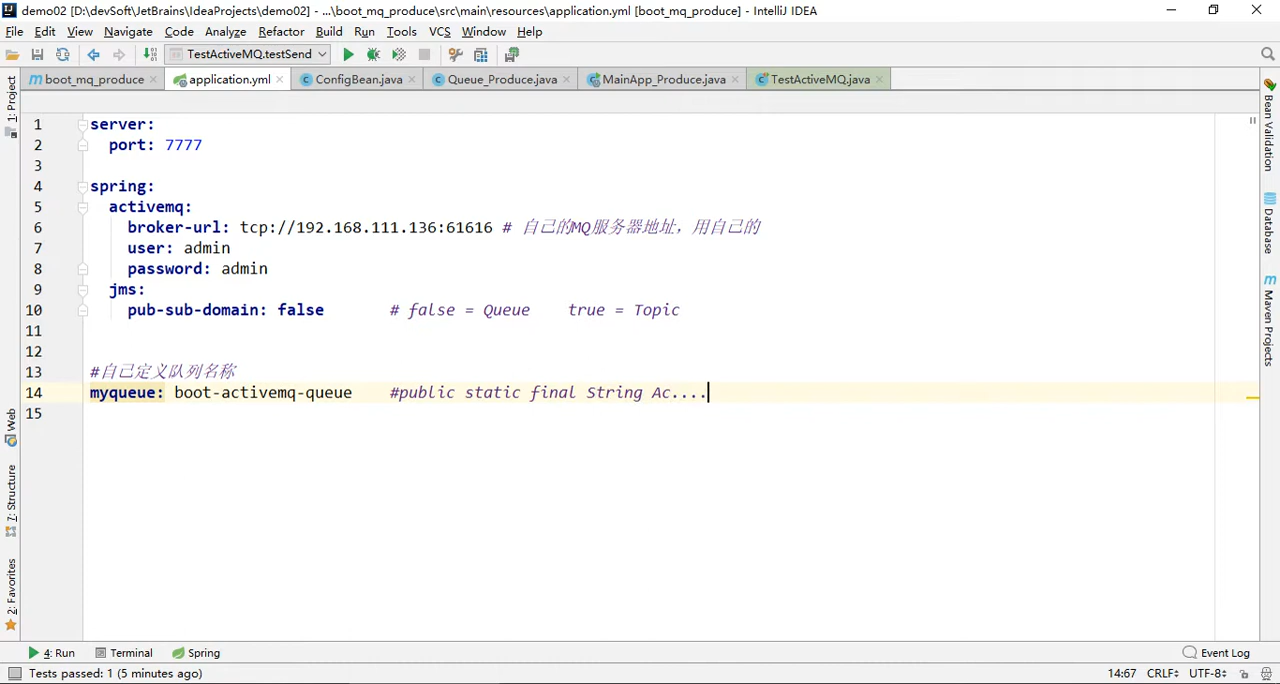 demo02 [D:\devSoft\JetBrains\IdeaProjects\demo02] - ...\boot_mq_produce\src\main\resources\application.yml [boot_mq_produce] - IntelliJ IDEA
File Edit View Navigate Code Analyze Refactor Build Run Tools VCS Window Help
TestActiveMQ.testSend
boot_mq_produce application.yml ConfigBean.java Queue_Produce.java MainApp_Produce.java TestActiveMQ.java
1 server:
2 port: 7777
3
4 spring:
5 activemq:
6 broker-url: tcp://192.168.111.136:61616 # 自己的MQ服务器地址，用自己的
7 user: admin
8 password: admin
9 jms:
10 pub-sub-domain: false # false = Queue true = Topic
11
12
13 #自己定义队列名称
14 myqueue: boot-activemq-queue #public static final String Ac....
15
1: Project
Web
7: Structure
2: Favorites
Bean Validation
Database
Maven Projects
4: Run Terminal Spring Event Log
Tests passed: 1 (5 minutes ago) 14:67 CRLF UTF-8